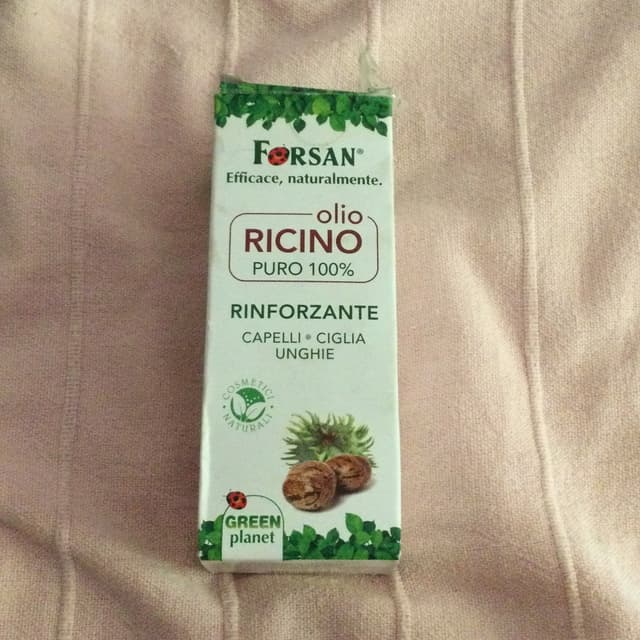 FORSAN®
Efficace, naturalmente.
olio
RICINO
PURO 100%
RINFORZANTE
CAPELLI • CIGLIA
UNGHIE
COSMETICI
NATURALI
GREEN
planet